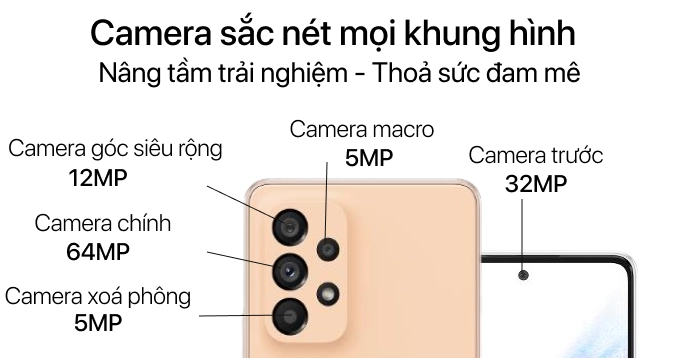 Camera sắc nét mọi khung hình
Nâng tầm trải nghiệm - Thoả sức đam mê
Camera macro
5MP
Camera góc siêu rộng
12MP
Camera trước
32MP
Camera chính
64MP
Camera xoá phông
5MP